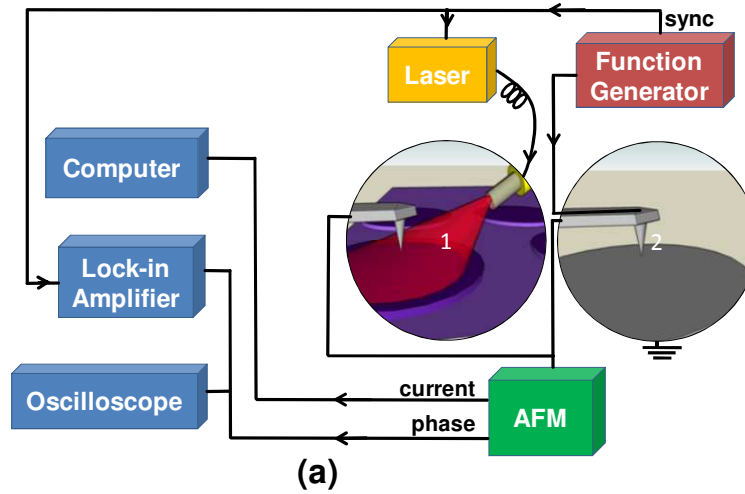 sync
Laser
Function
Generator
Computer
1
2
Lock-in
Amplifier
Oscilloscope
current
phase
AFM
(a)